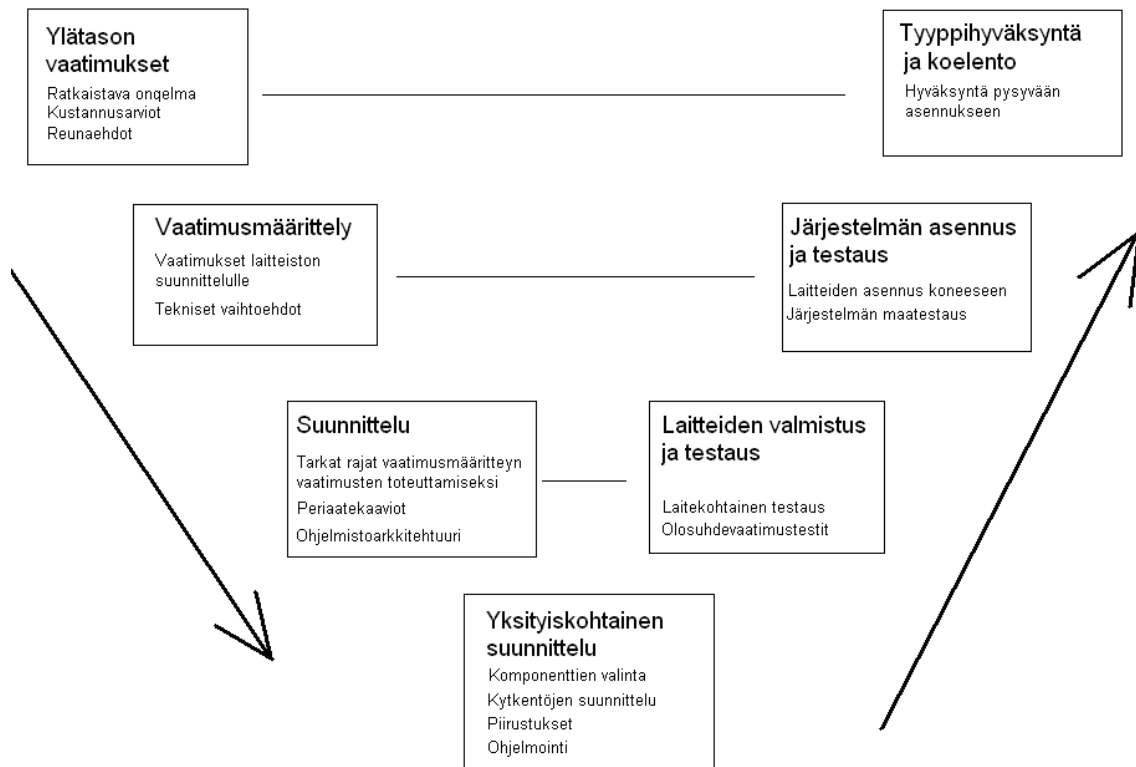 Ylätason
vaatimukset
Ratkaistava ongelma
Kustannusarviot
Reunaehdot
Tyyppihyväksyntä
ja koelento
Hyväksyntä pysyvään
asennukseen
Vaatimusmäärittely
Vaatimukset laitteiston
suunnittelulle
Tekniset vaihtoehdot
Järjestelmän asennus
ja testaus
Laitteiden asennus koneeseen
Järjestelmän maatestaus
Suunnittelu
Tarkat rajat vaatimusmääritteyn
vaatimusten toteuttamiseksi
Periaatekaaviot
Ohjelmistoarkkitehtuuri
Laitteiden valmistus
ja testaus
Laitekohtainen testaus
Olosuhdevaatimustestit
Yksityiskohtainen
suunnittelu
Komponenttien valinta
Kytkentöjen suunnittelu
Piirustukset
Ohjelmointi